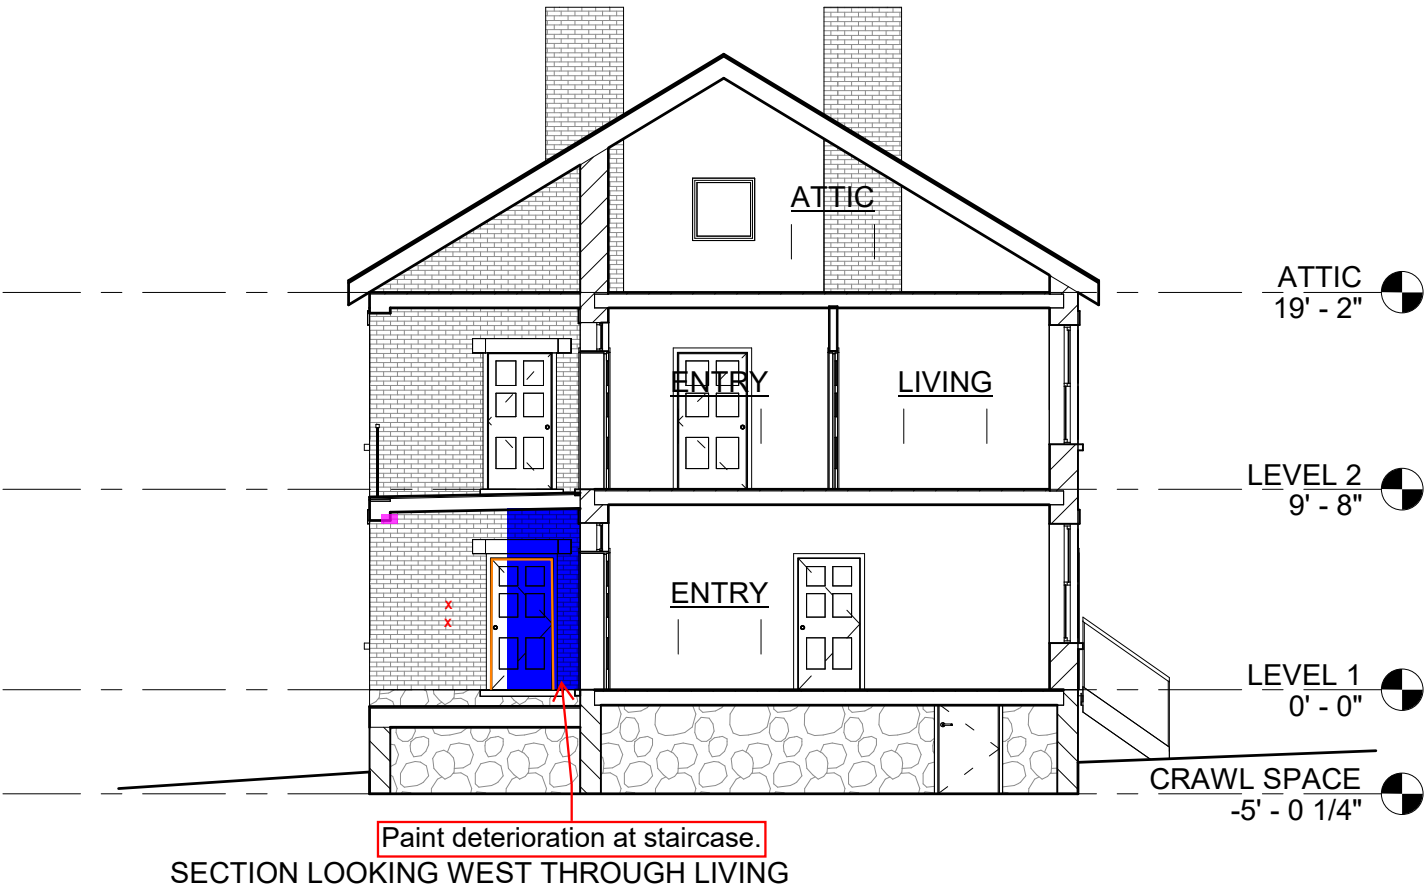 ATTIC
ATTIC
19' - 2"
ENTRY
LIVING
LEVEL 2
9' - 8"
x
x
ENTRY
LEVEL 1
0' - 0"
CRAWL SPACE
-5' - 0 1/4"
Paint deterioration at staircase.
SECTION LOOKING WEST THROUGH LIVING